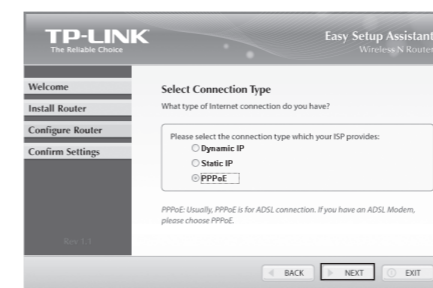 TP-LINK
The Reliable Choice
Easy Setup Assistant
Wireless N Router
Welcome
Install Router
Configure Router
Confirm Settings
Rev 1.1
Select Connection Type
What type of Internet connection do you have?
Please select the connection type which your ISP provides:
Dynamic IP
Static IP
PPPoE
PPPoE: Usually, PPPoE is for ADSL connection. If you have an ADSL Modem,
please choose PPPoE.
BACK
NEXT
EXIT